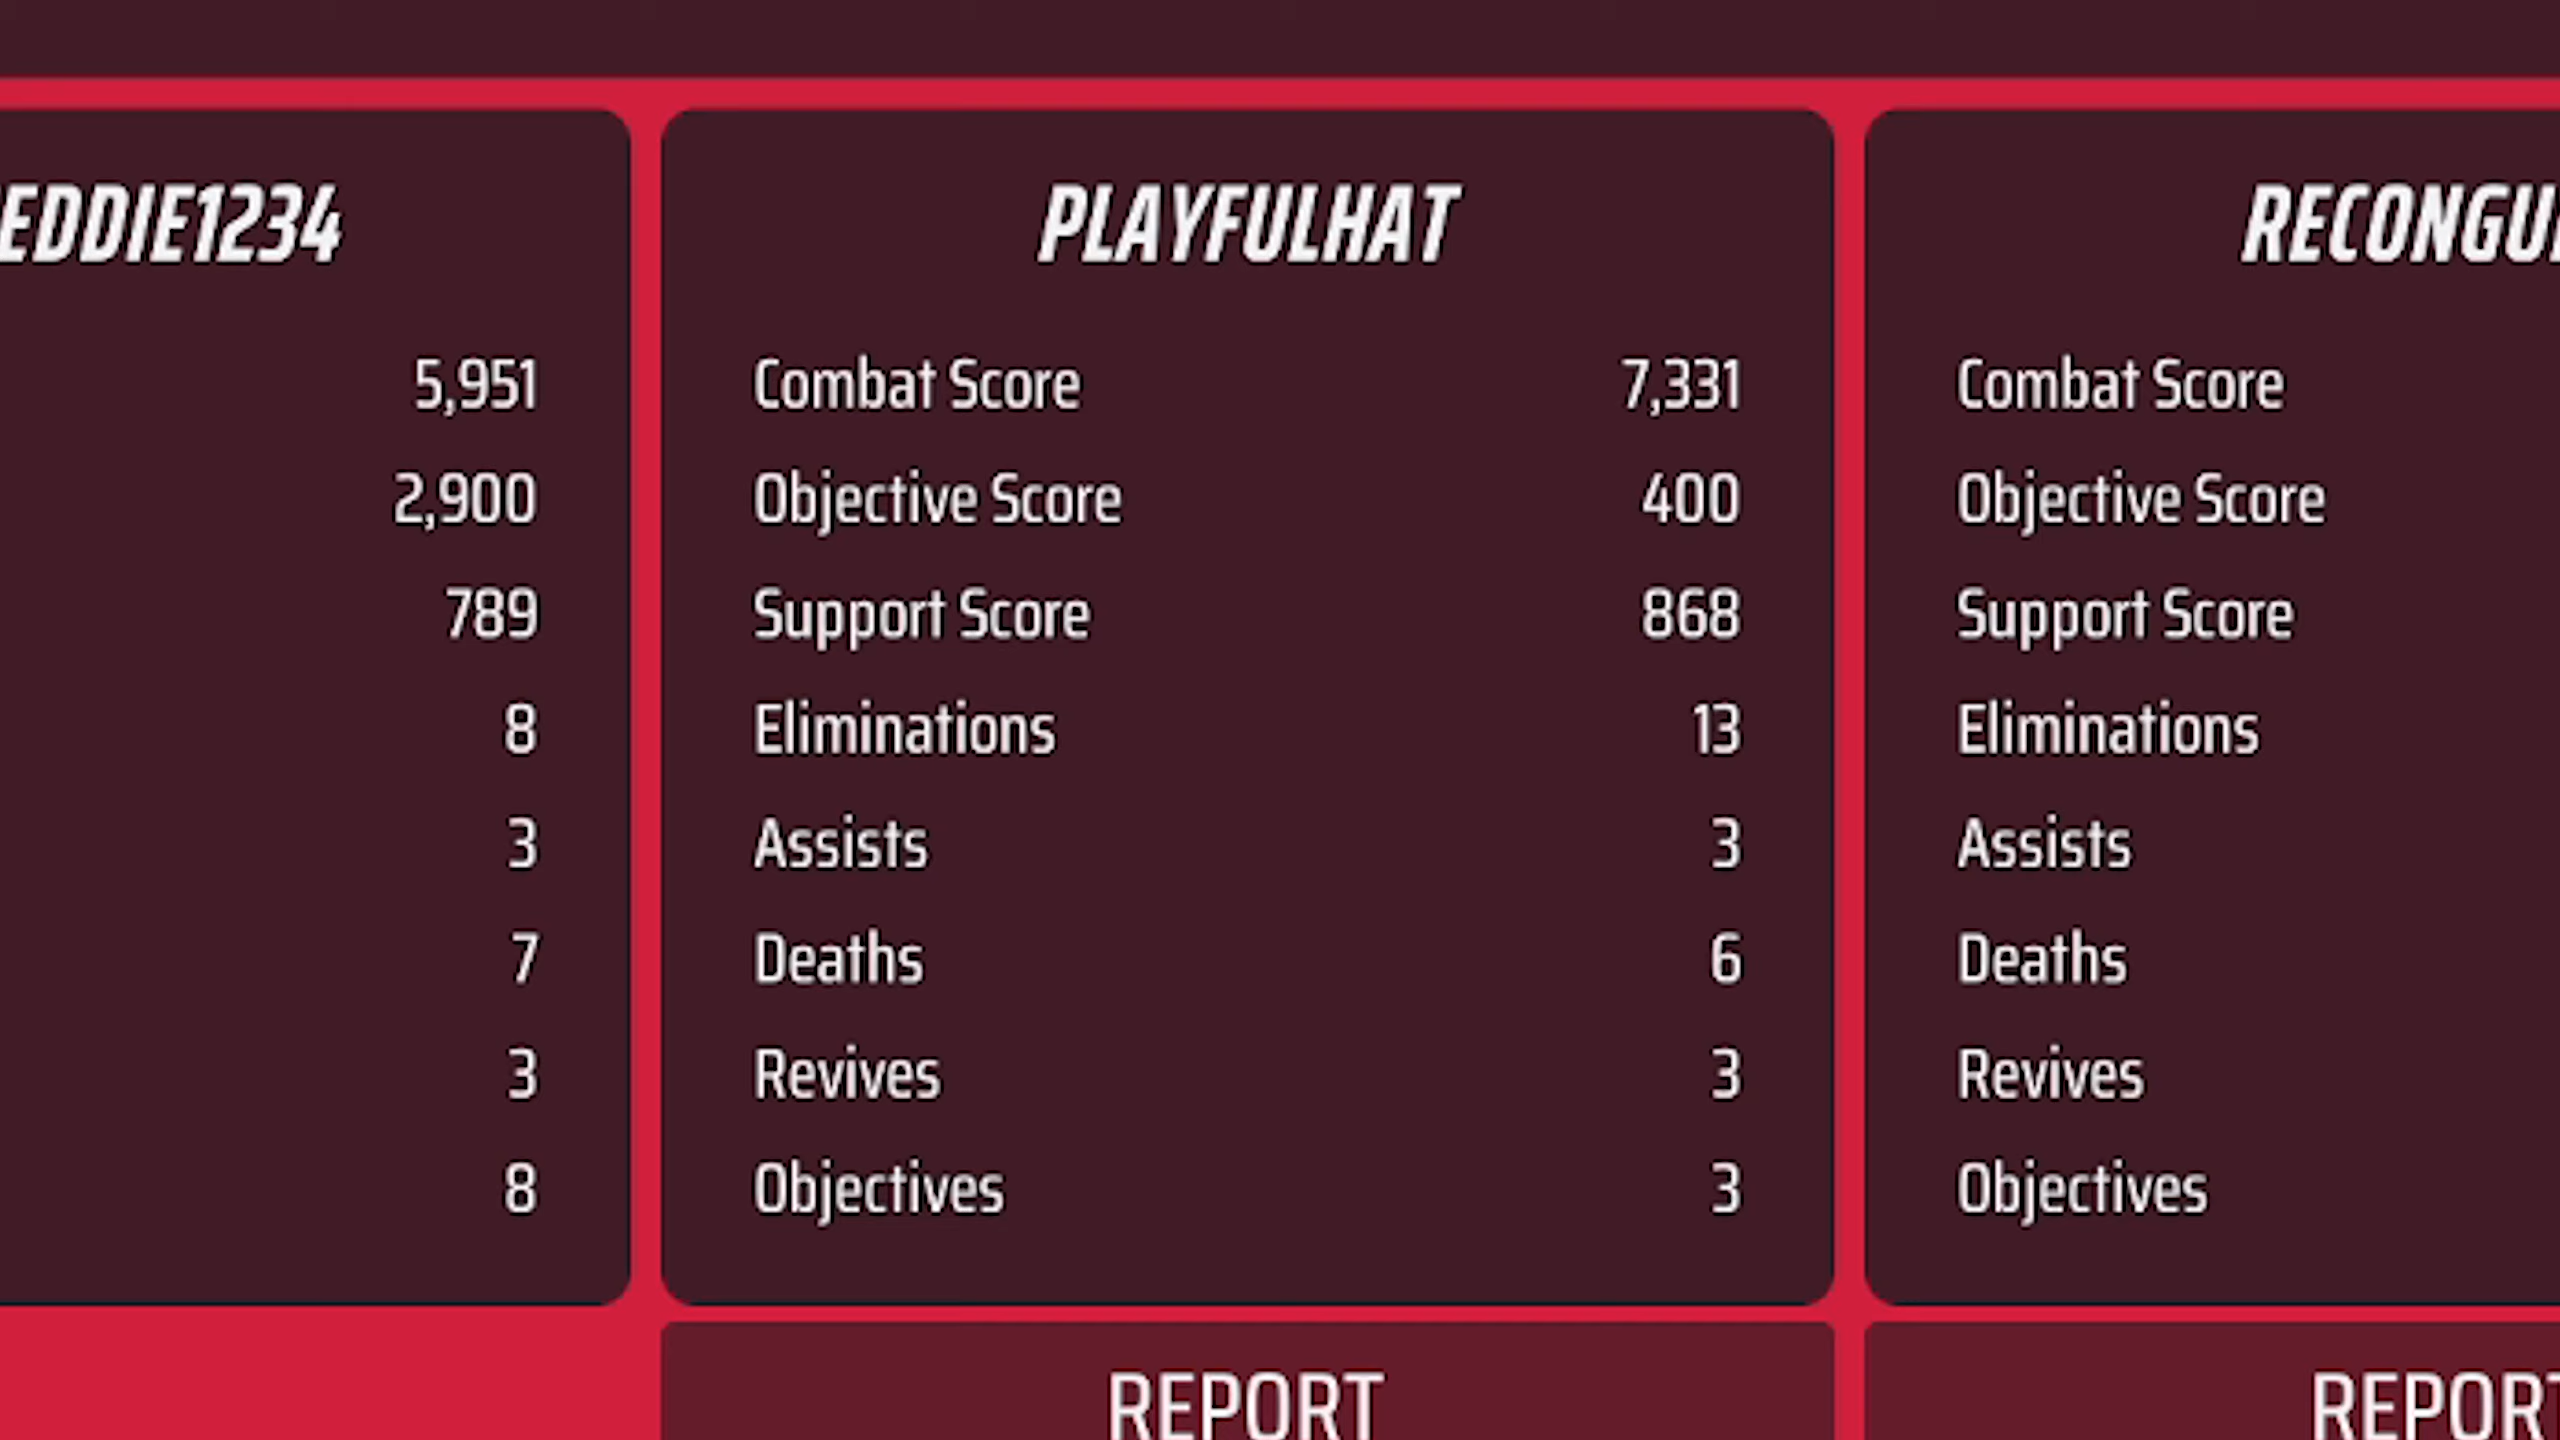 EDDIE1234
5,951
2,900
789
8
3
7
3
8
PLAYFULHAT
Combat Score 7,331
Objective Score 400
Support Score 868
Eliminations 13
Assists 3
Deaths 6
Revives 3
Objectives 3
REPORT
RECONGU
Combat Score
Objective Score
Support Score
Eliminations
Assists
Deaths
Revives
Objectives
REPORT